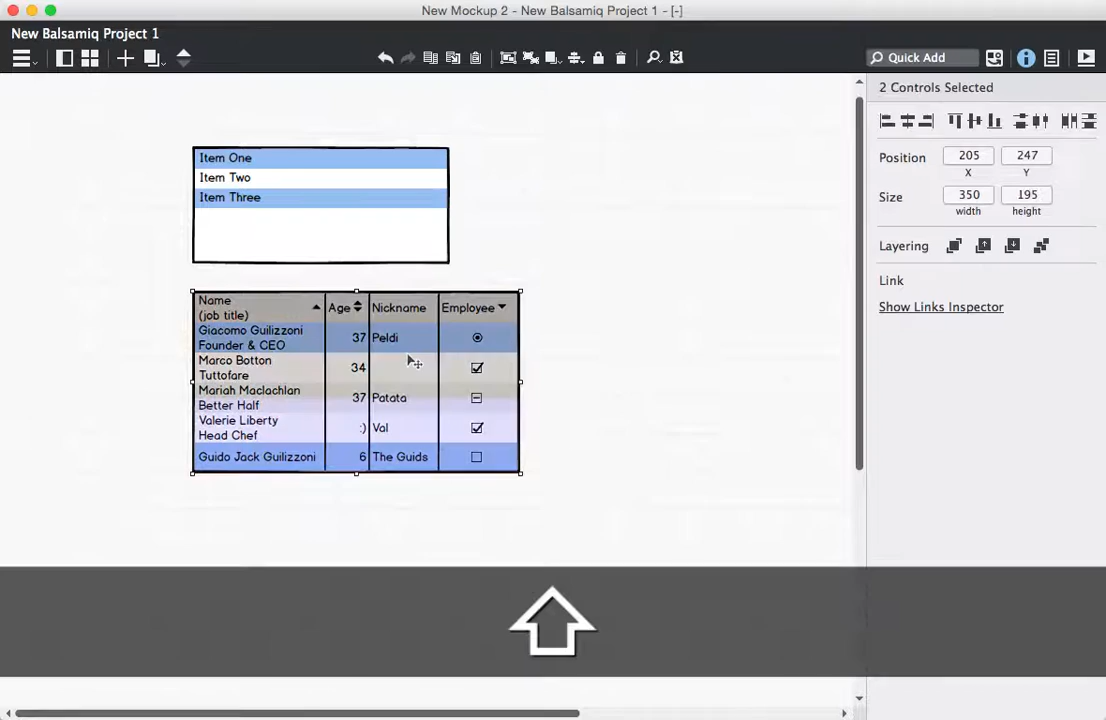 New Mockup 2 - New Balsamiq Project 1 - [-]
New Balsamiq Project 1
Quick Add
2 Controls Selected
Position 205 247
X Y
Size 350 195
width height
Layering
Link
Show Links Inspector
Item One
Item Two
Item Three
Name
(job title) Age Nickname Employee
Giacomo Guilizzoni
Founder & CEO 37 Peldi
Marco Botton
Tuttofare 34
Mariah Maclachlan
Better Half 37 Patata
Valerie Liberty
Head Chef :) Val
Guido Jack Guilizzoni 6 The Guids